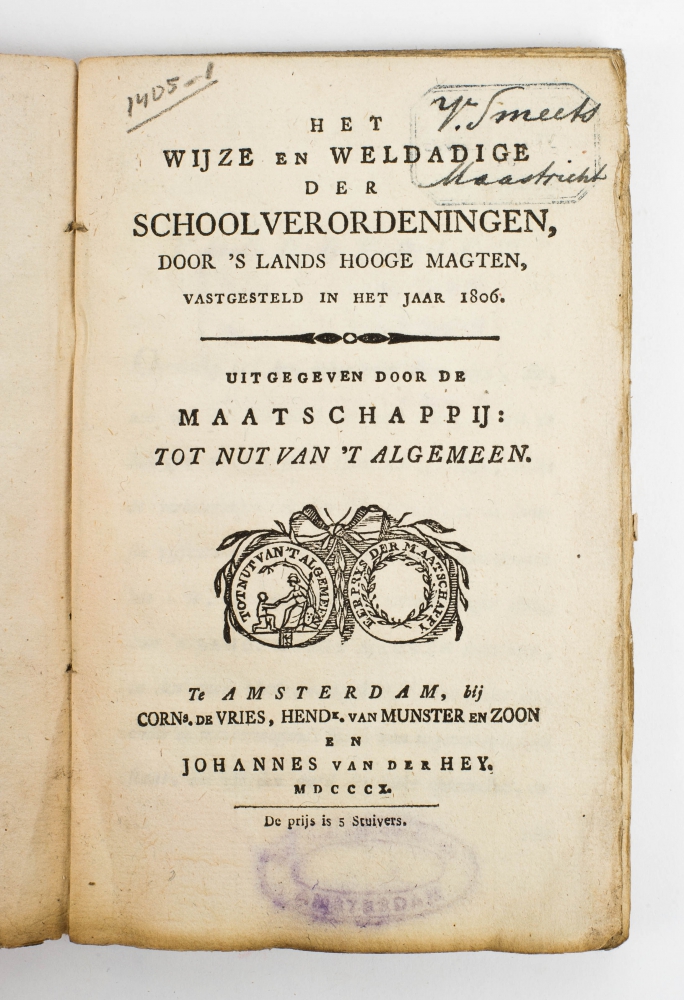 1405-1
V. Smeets
Maastricht
HET
WIJZE EN WELDADIGE
DER
SCHOOLVERORDENINGEN,
DOOR 'S LANDS HOOGE MAGTEN,
VASTGESTELD IN HET JAAR 1806.
UITGEGEVEN DOOR DE
MAATSCHAPPIJ:
TOT NUT VAN 'T ALGEMEEN.
TOT NUT VAN 'T ALGEMEEN
EERPRYS DER MAATSCHAPPEY
Te AMSTERDAM, bij
CORNs. DE VRIES, HENDk. VAN MUNSTER EN ZOON
EN
JOHANNES VAN DER HEY.
MDCCCX.
De prijs is 5 Stuivers.
AMSTERDAM